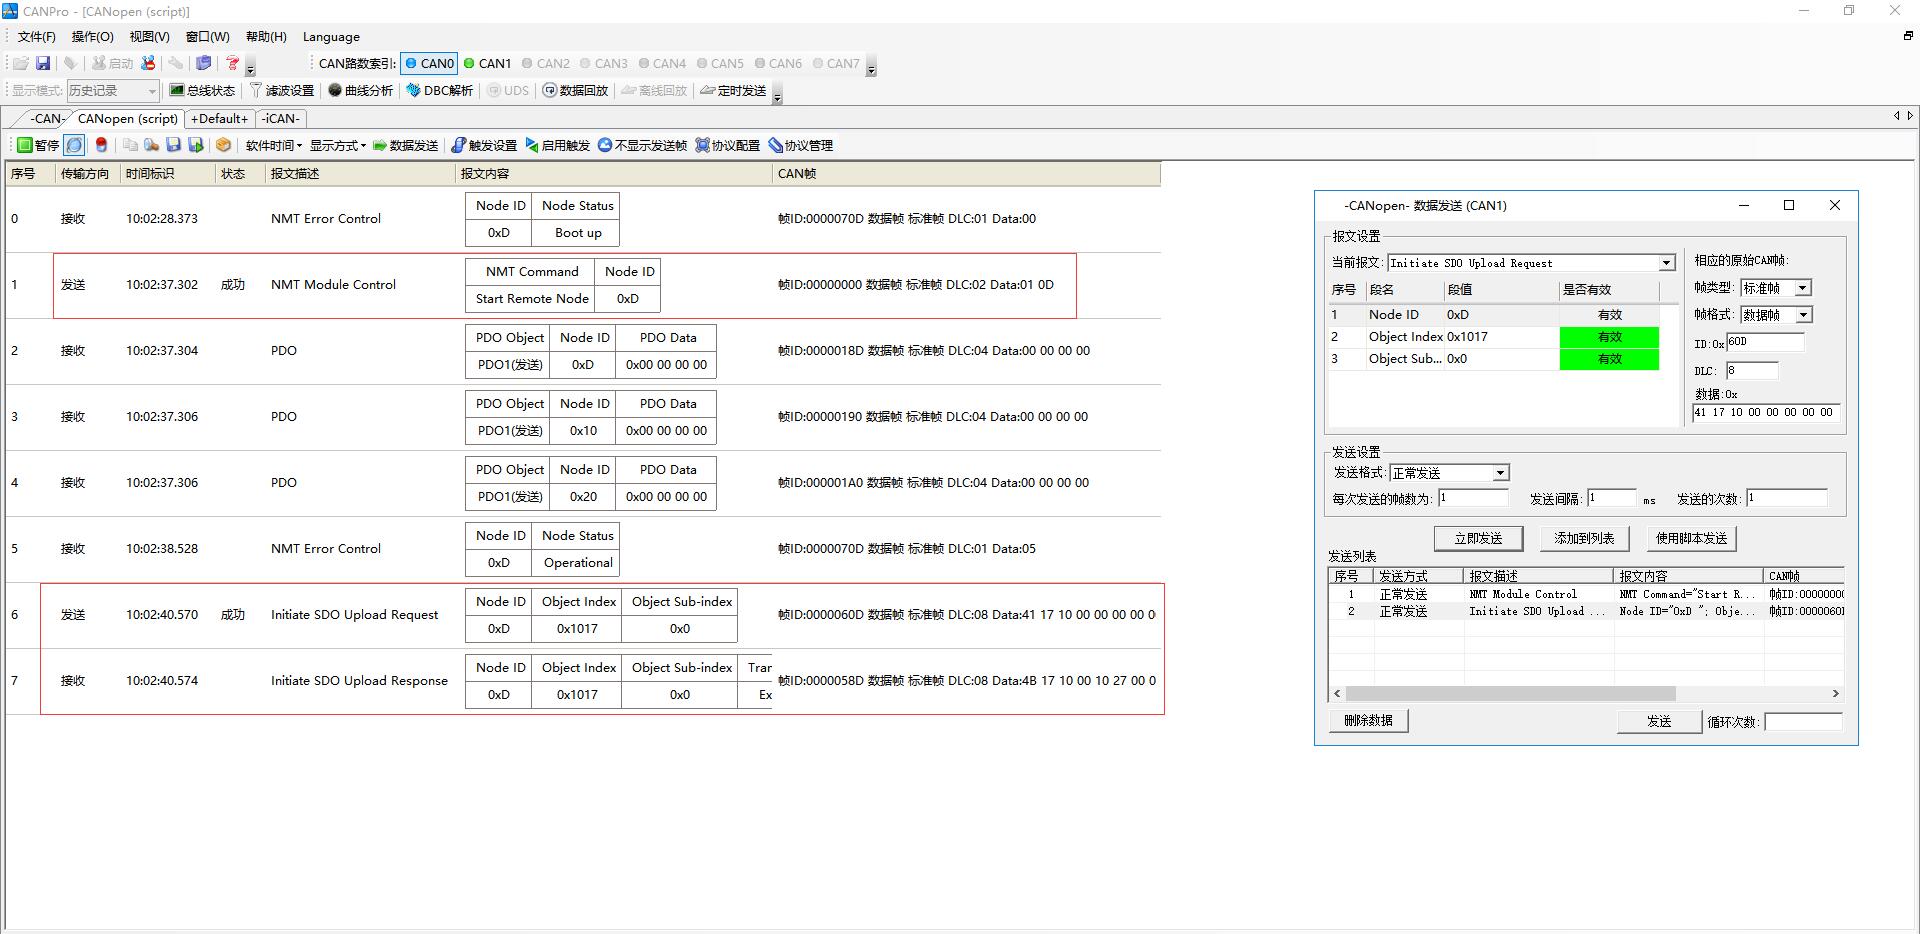 CANPro - [CANopen (script)]
文件(F) 操作(O) 视图(V) 窗口(W) 帮助(H) Language
启动 CAN路数索引: CAN0 CAN1 CAN2 CAN3 CAN4 CAN5 CAN6 CAN7
显示模式: 历史记录 总线状态 滤波设置 曲线分析 DBC解析 UDS 数据回放 离线回放 定时发送
-CAN- CANopen (script) +Default+ -iCAN-
暂停 软件时间 显示方式 数据发送 触发设置 启用触发 不显示发送帧 协议配置 协议管理
序号 传输方向 时间标识 状态 报文描述 报文内容 CAN帧
Node ID Node Status
0 接收 10:02:28.373 NMT Error Control 帧ID:0000070D 数据帧 标准帧 DLC:01 Data:00
0xD Boot up
NMT Command Node ID
1 发送 10:02:37.302 成功 NMT Module Control 帧ID:00000000 数据帧 标准帧 DLC:02 Data:01 0D
Start Remote Node 0xD
PDO Object Node ID PDO Data
2 接收 10:02:37.304 PDO 帧ID:0000018D 数据帧 标准帧 DLC:04 Data:00 00 00 00
PDO1(发送) 0xD 0x00 00 00 00
PDO Object Node ID PDO Data
3 接收 10:02:37.306 PDO 帧ID:00000190 数据帧 标准帧 DLC:04 Data:00 00 00 00
PDO1(发送) 0x10 0x00 00 00 00
PDO Object Node ID PDO Data
4 接收 10:02:37.306 PDO 帧ID:000001A0 数据帧 标准帧 DLC:04 Data:00 00 00 00
PDO1(发送) 0x20 0x00 00 00 00
Node ID Node Status
5 接收 10:02:38.528 NMT Error Control 帧ID:0000070D 数据帧 标准帧 DLC:01 Data:05
0xD Operational
Node ID Object Index Object Sub-index
6 发送 10:02:40.570 成功 Initiate SDO Upload Request 帧ID:0000060D 数据帧 标准帧 DLC:08 Data:41 17 10 00 00 00 00 0
0xD 0x1017 0x0
Node ID Object Index Object Sub-index Tran
7 接收 10:02:40.574 Initiate SDO Upload Response 帧ID:0000058D 数据帧 标准帧 DLC:08 Data:4B 17 10 00 10 27 00 0
0xD 0x1017 0x0 Ex
-CANopen- 数据发送 (CAN1)
报文设置
当前报文: Initiate SDO Upload Request
序号 段名 段值 是否有效
1 Node ID 0xD 有效
2 Object Index 0x1017 有效
3 Object Sub... 0x0 有效
相应的原始CAN帧:
帧类型: 标准帧
帧格式: 数据帧
ID:0x 60D
DLC: 8
数据:0x
41 17 10 00 00 00 00 00
发送设置
发送格式: 正常发送
每次发送的帧数为: 1 发送间隔: 1 ms 发送的次数: 1
立即发送 添加到列表 使用脚本发送
发送列表
序号 发送方式 报文描述 报文内容 CAN帧
1 正常发送 NMT Module Control NMT Command="Start R... 帧ID:00000000
2 正常发送 Initiate SDO Upload ... Node ID="0xD "; Obje... 帧ID:0000060
删除数据 发送 循环次数: